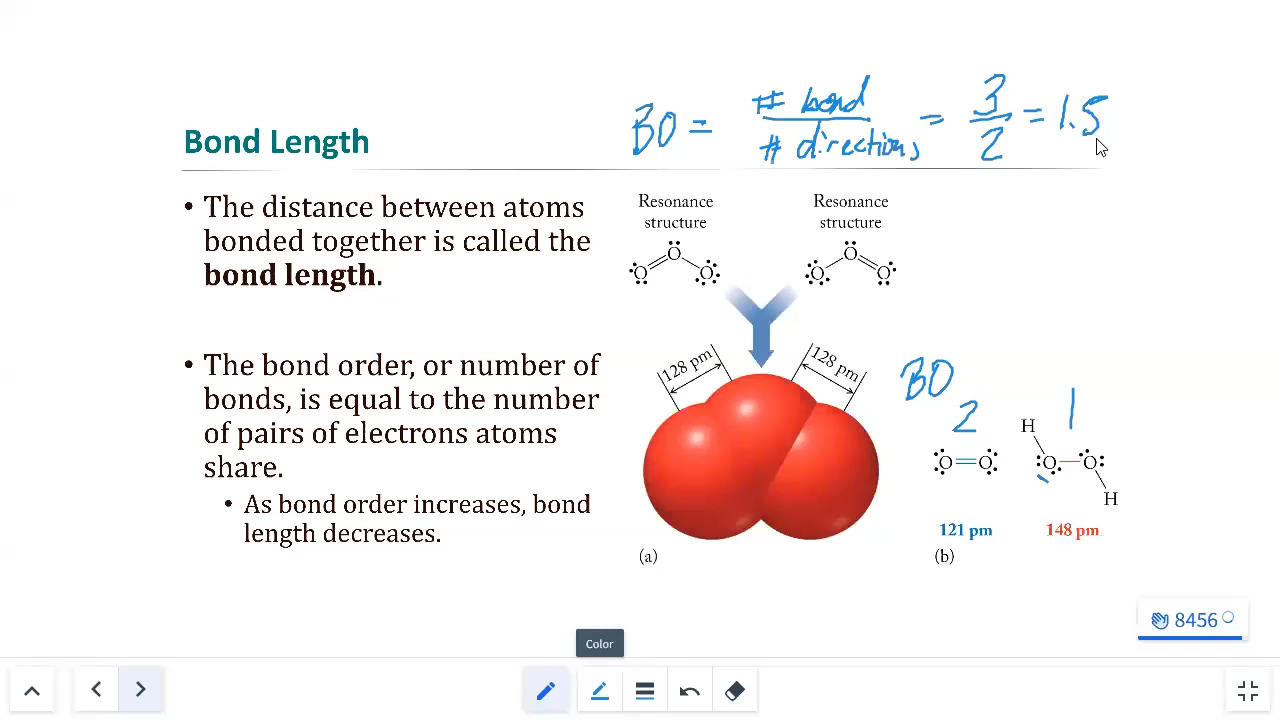 BO = # bond / # directions = 3/2 = 1.5
Bond Length
• The distance between atoms
bonded together is called the
bond length.
• The bond order, or number of
bonds, is equal to the number
of pairs of electrons atoms
share.
• As bond order increases, bond
length decreases.
Resonance
structure
Resonance
structure
O O O
O O O
128 pm
128 pm
(a)
BO
2
1
H
O=O
O—O
H
121 pm
148 pm
(b)
8456
Color